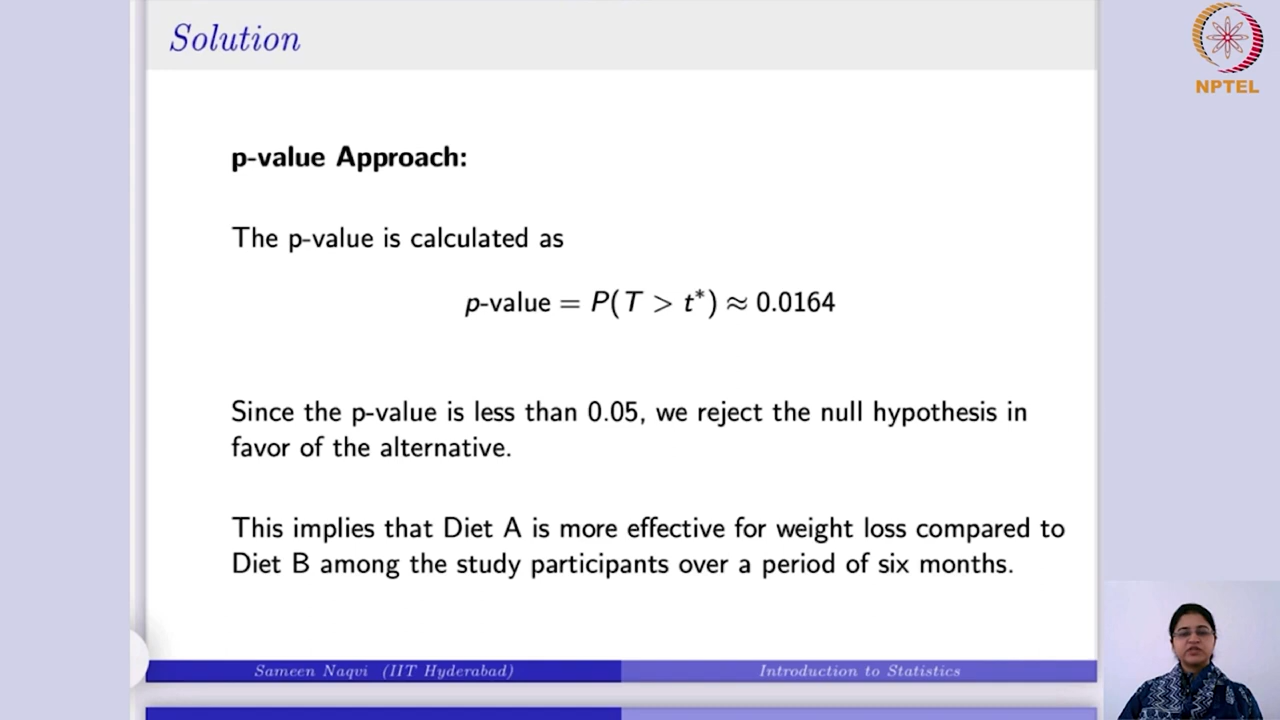 Solution
NPTEL
p-value Approach:
The p-value is calculated as
p-value = P(T > t*) ≈ 0.0164
Since the p-value is less than 0.05, we reject the null hypothesis in
favor of the alternative.
This implies that Diet A is more effective for weight loss compared to
Diet B among the study participants over a period of six months.
Sameen Naqvi (IIT Hyderabad)
Introduction to Statistics